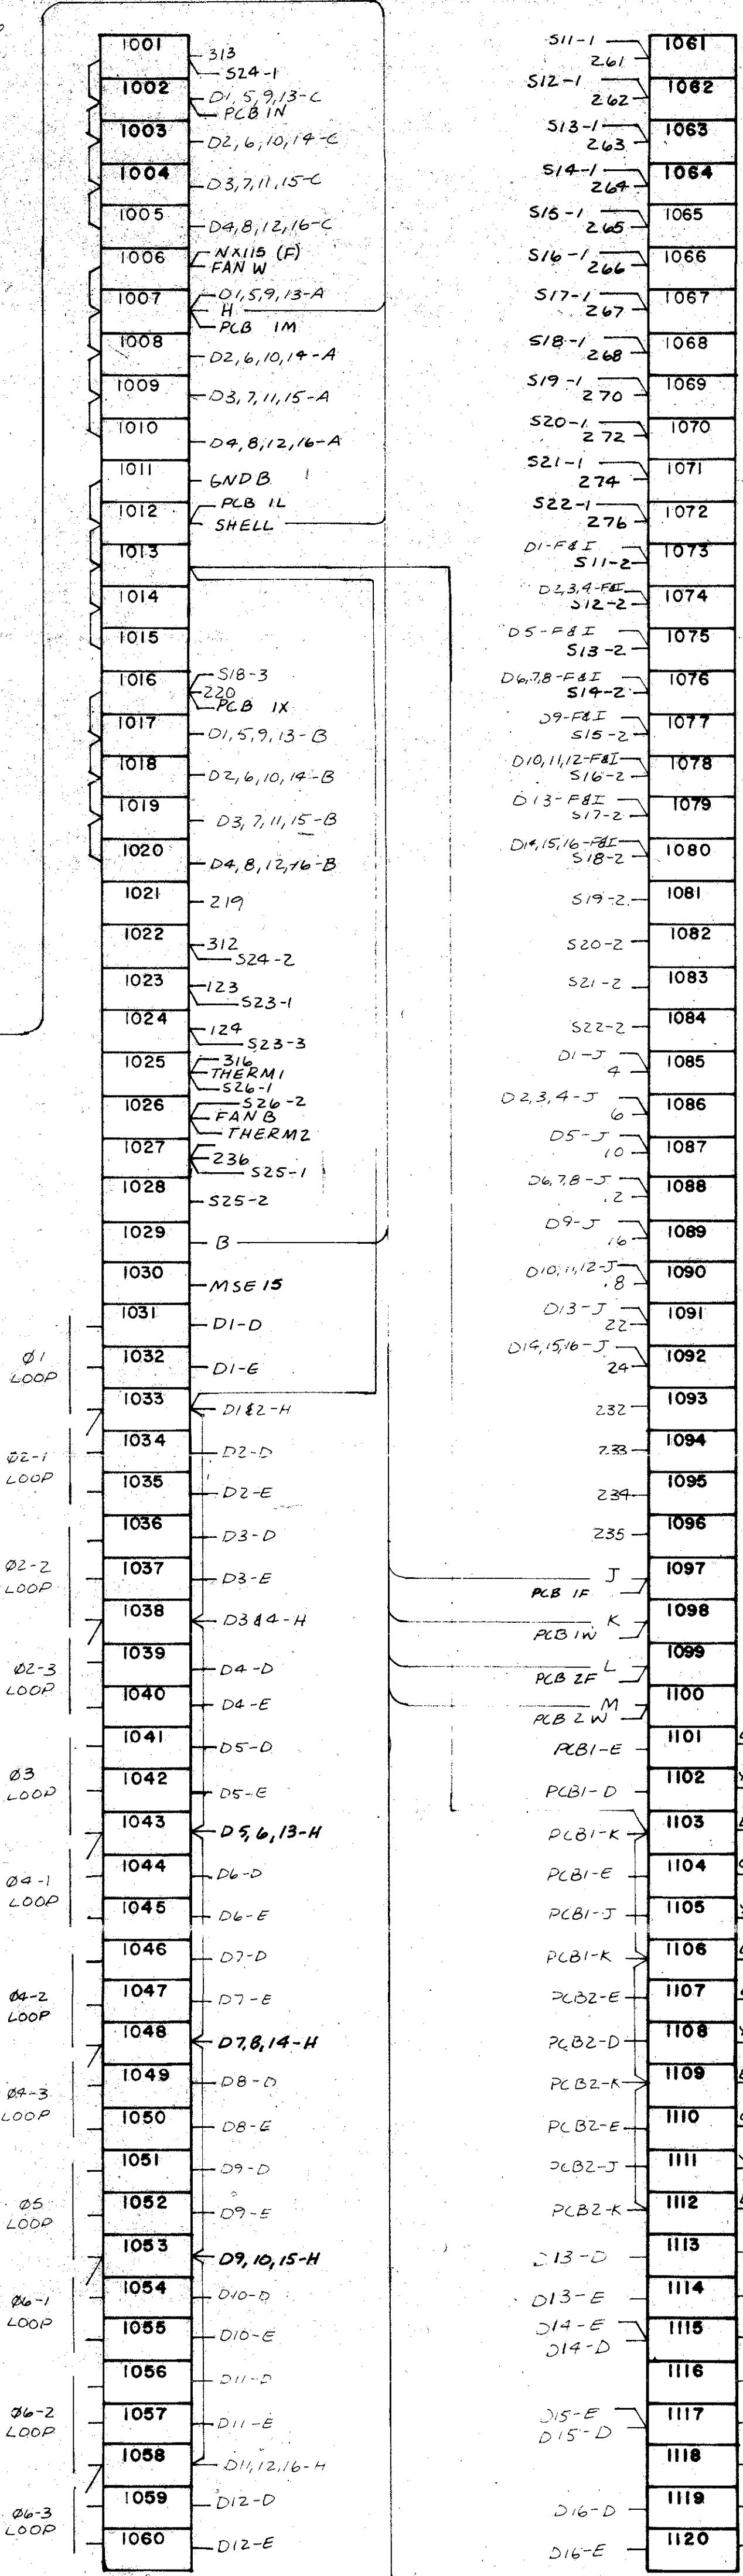 1001
313
S24-1
1002
D1,5,9,13-C
PCB 1N
1003
D2,6,10,14-C
1004
D3,7,11,15-C
1005
D4,8,12,16-C
1006
NX115 (F)
FAN W
1007
D1,5,9,13-A
H
PCB 1M
1008
D2,6,10,14-A
1009
D3,7,11,15-A
1010
D4,8,12,16-A
1011
GND B
1012
PCB 1L
SHELL
1013
1014
1015
1016
S18-3
220
PCB 1X
1017
D1,5,9,13-B
1018
D2,6,10,14-B
1019
D3,7,11,15-B
1020
D4,8,12,16-B
1021
219
1022
312
S24-2
1023
123
S23-1
1024
124
S23-3
1025
316
THERM1
S26-1
1026
S26-2
FAN B
THERM2
1027
236
S25-1
1028
S25-2
1029
B
1030
MSE 15
Ø1
LOOP
1031
D1-D
1032
D1-E
1033
D1&2-H
Ø2-1
LOOP
1034
D2-D
1035
D2-E
Ø2-2
LOOP
1036
D3-D
1037
D3-E
1038
D3&4-H
Ø2-3
LOOP
1039
D4-D
1040
D4-E
Ø3
LOOP
1041
D5-D
1042
D5-E
1043
D5,6,13-H
Ø4-1
LOOP
1044
D6-D
1045
D6-E
Ø4-2
LOOP
1046
D7-D
1047
D7-E
1048
D7,8,14-H
Ø4-3
LOOP
1049
D8-D
1050
D8-E
Ø5
LOOP
1051
D9-D
1052
D9-E
1053
D9,10,15-H
Ø6-1
LOOP
1054
D10-D
1055
D10-E
Ø6-2
LOOP
1056
D11-D
1057
D11-E
1058
D11,12,16-H
Ø6-3
LOOP
1059
D12-D
1060
D12-E
S11-1
261
1061
S12-1
262
1062
S13-1
263
1063
S14-1
264
1064
S15-1
265
1065
S16-1
266
1066
S17-1
267
1067
S18-1
268
1068
S19-1
270
1069
S20-1
272
1070
S21-1
274
1071
S22-1
276
1072
D1-F&I
S11-2
1073
D2,3,4-F&I
S12-2
1074
D5-F&I
S13-2
1075
D6,7,8-F&I
S14-2
1076
D9-F&I
S15-2
1077
D10,11,12-F&I
S16-2
1078
D13-F&I
S17-2
1079
D14,15,16-F&I
S18-2
1080
S19-2
1081
S20-2
1082
S21-2
1083
S22-2
1084
D1-J
4
1085
D2,3,4-J
6
1086
D5-J
10
1087
D6,7,8-J
1088
D9-J
1089
D10,11,12-J
1090
D13-J
22
1091
D14,15,16-J
24
1092
232
1093
233
1094
234
1095
235
1096
J
PCB 1F
1097
K
PCB 1W
1098
L
PCB 2F
1099
M
PCB 2W
1100
PCB1-E
1101
PCB1-D
1102
PCB1-K
1103
PCB1-E
1104
PCB1-J
1105
PCB1-K
1106
PCB2-E
1107
PCB2-D
1108
PCB2-K
1109
PCB2-E
1110
PCB2-J
1111
PCB2-K
1112
D13-D
1113
D13-E
1114
D14-E
D14-D
1115
1116
D15-E
D15-D
1117
1118
D16-D
1119
D16-E
1120